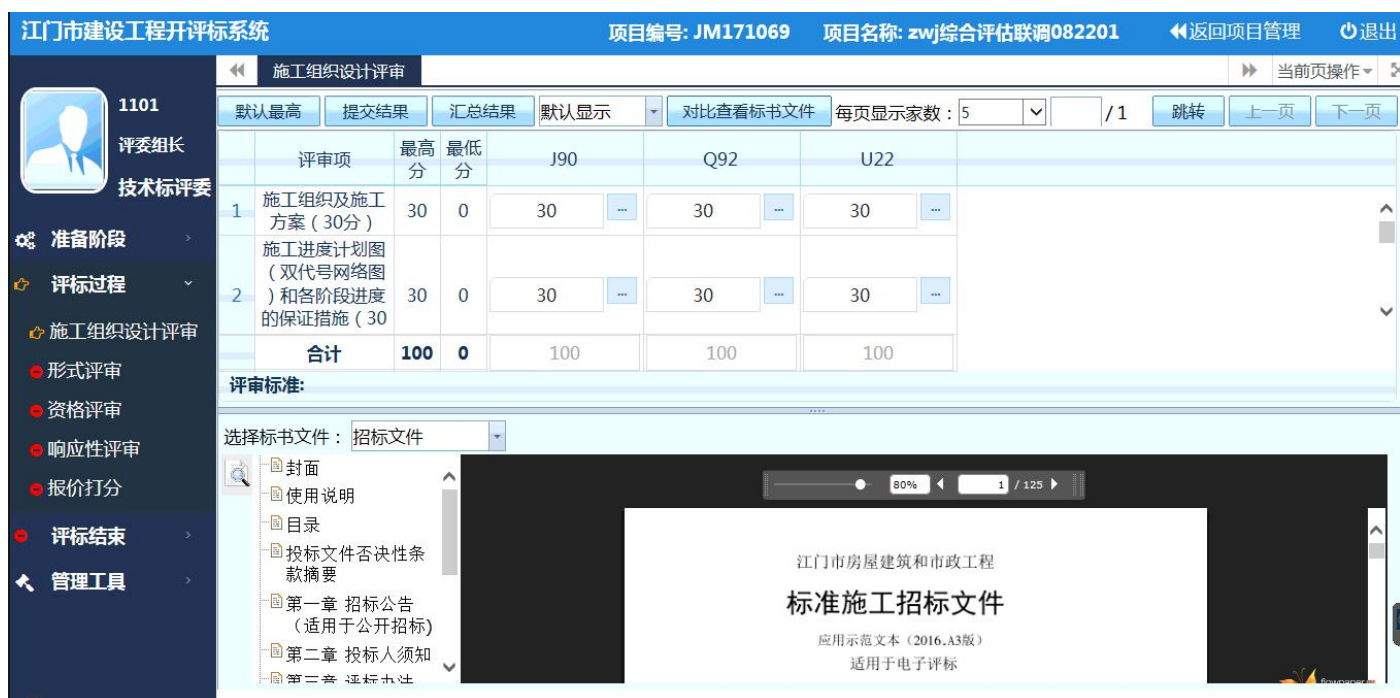 江门市建设工程开评标系统
项目编号: JM171069
项目名称: zwj综合评估联调082201
返回项目管理
退出
施工组织设计评审
当前页操作
1101
评委组长
技术标评委
准备阶段
评标过程
施工组织设计评审
形式评审
资格评审
响应性评审
报价打分
评标结束
管理工具
默认最高
提交结果
汇总结果
默认显示
对比查看标书文件
每页显示家数：
5
/ 1
跳转
上一页
下一页
评审项
最高
分
最低
分
J90
Q92
U22
1
施工组织及施工
方案（30分）
30
0
30
...
30
...
30
...
2
施工进度计划图
（双代号网络图
）和各阶段进度
的保证措施（30
30
0
30
...
30
...
30
...
合计
100
0
100
100
100
评审标准:
选择标书文件：
招标文件
封面
使用说明
目录
投标文件否决性条
款摘要
第一章 招标公告
（适用于公开招标)
第二章 投标人须知
第三章 评标办法
80%
1 / 125
江门市房屋建筑和市政工程
标准施工招标文件
应用示范文本（2016.A3版）
适用于电子评标
flowpaper